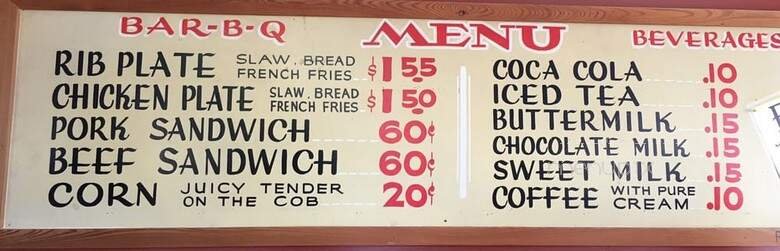 BAR-B-Q MENU BEVERAGES
RIB PLATE SLAW, BREAD FRENCH FRIES $1.55
CHICKEN PLATE SLAW, BREAD FRENCH FRIES $1.50
PORK SANDWICH 60¢
BEEF SANDWICH 60¢
CORN JUICY TENDER ON THE COB 20¢
COCA COLA .10
ICED TEA .10
BUTTERMILK .15
CHOCOLATE MILK .15
SWEET MILK .15
COFFEE WITH PURE CREAM .10